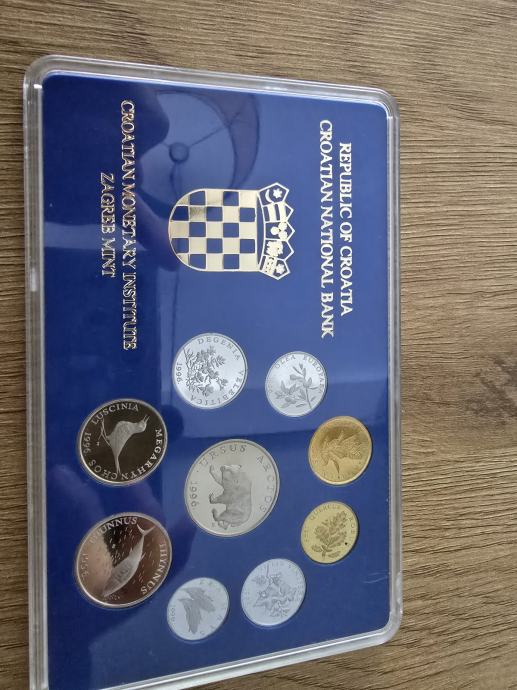 REPUBLIC OF CROATIA
CROATIAN NATIONAL BANK
CROATIAN MONETARY INSTITUTE
ZAGREB MINT
DEGENIA VELEBITICA
1996
OLEA EUROPAEA
LUSCINIA MEGARHYNCHOS
1996
URSUS ARCTOS
1996
THUNNUS THYNNUS